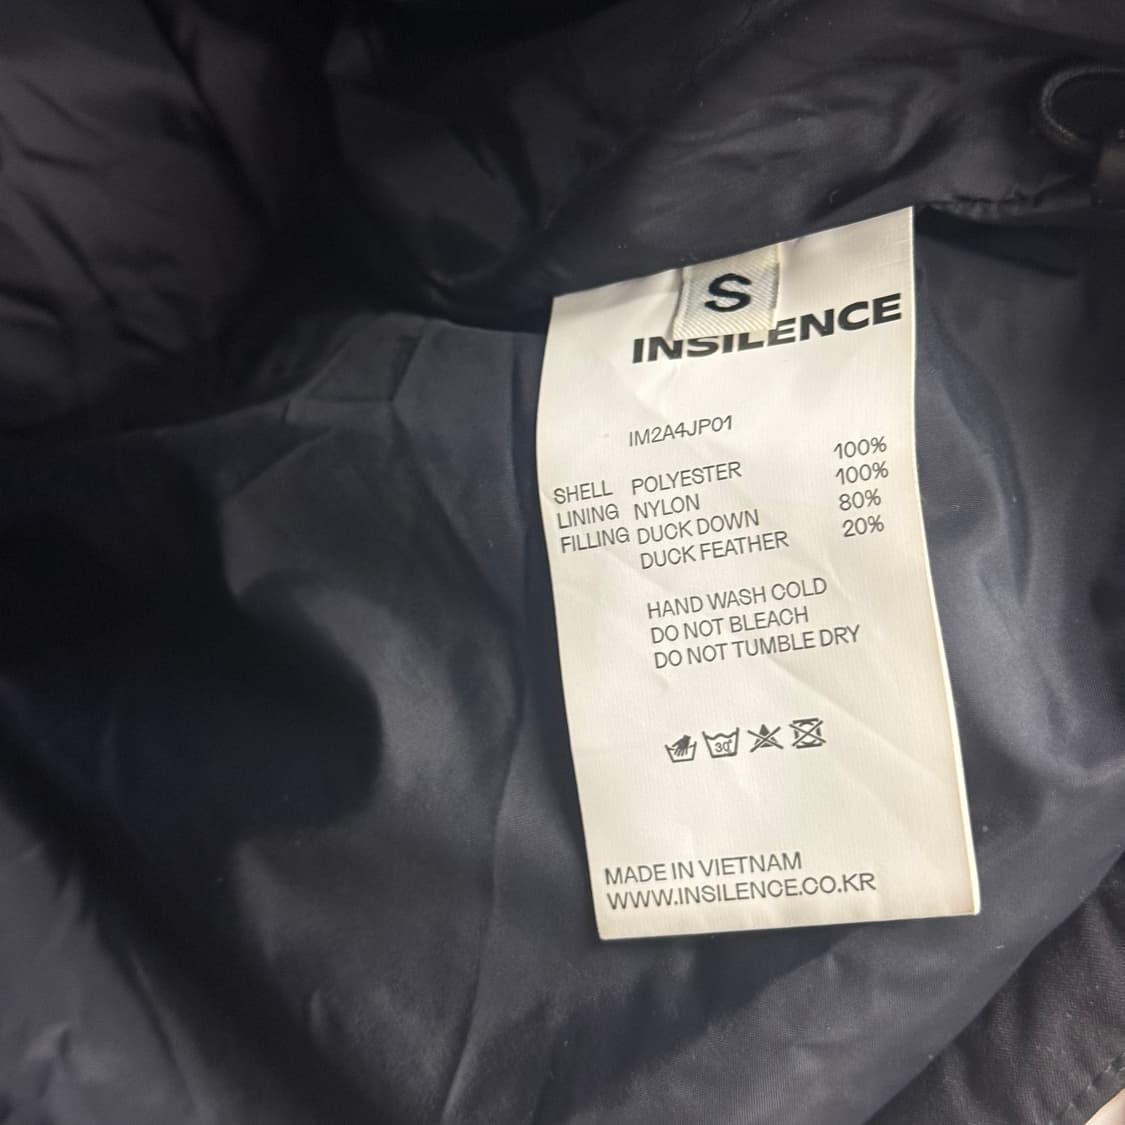 S
INSILENCE
IM2A4JP01
SHELL POLYESTER 100%
LINING NYLON 100%
FILLING DUCK DOWN 80%
DUCK FEATHER 20%
HAND WASH COLD
DO NOT BLEACH
DO NOT TUMBLE DRY
30°
MADE IN VIETNAM
WWW.INSILENCE.CO.KR